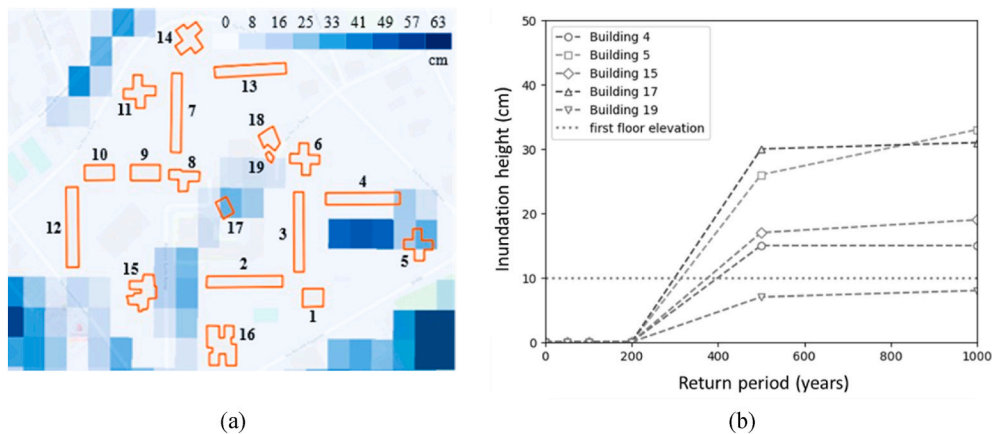 0 8 16 25 33 41 49 57 63
cm
14
13
11
7
18
6
10
9
8
19
4
12
17
3
5
15
2
1
16
(a)
50
40
30
20
10
0
Inundation height (cm)
Building 4
Building 5
Building 15
Building 17
Building 19
first floor elevation
0 200 400 600 800 1000
Return period (years)
(b)